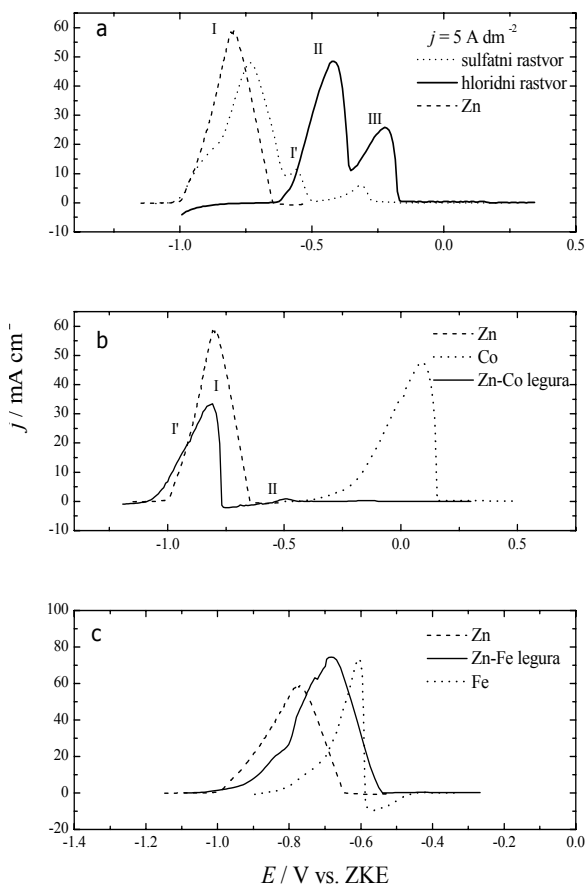 a
j = 5 A dm⁻²
sulfatni rastvor
hloridni rastvor
Zn
I
I'
II
III
60
50
40
30
20
10
0
-10
-1.0 -0.5 0.0 0.5
b
Zn
Co
Zn-Co legura
I'
I
II
60
50
40
30
20
10
0
-10
-1.0 -0.5 0.0 0.5
j / mA cm⁻
c
Zn
Zn-Fe legura
Fe
100
80
60
40
20
0
-20
-1.4 -1.2 -1.0 -0.8 -0.6 -0.4 -0.2 0.0
E / V vs. ZKE